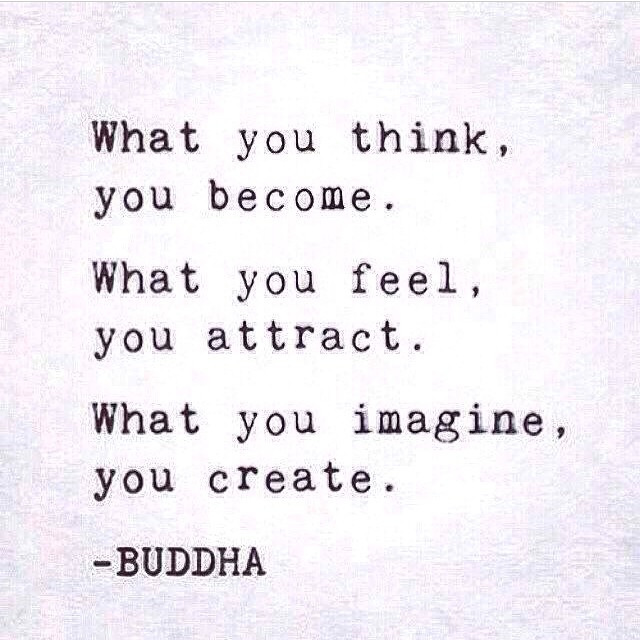 What you think,
you become.
What you feel,
you attract.
What you imagine,
you create.
-BUDDHA